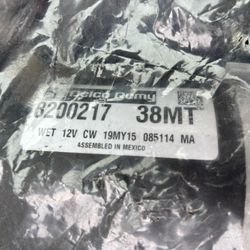 Delco Remy
8200217 38MT
WET 12V CW 19MY15 085114 MA
ASSEMBLED IN MEXICO